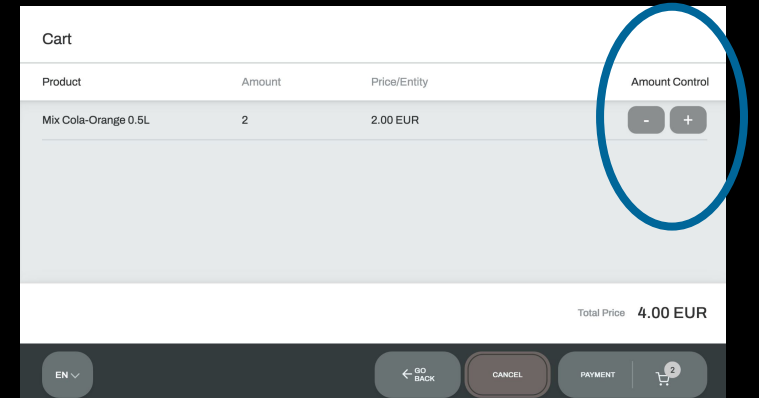 Cart
Product Amount Price/Entity Amount Control
Mix Cola-Orange 0.5L 2 2.00 EUR - +
Total Price 4.00 EUR
EN GO BACK CANCEL PAYMENT 2